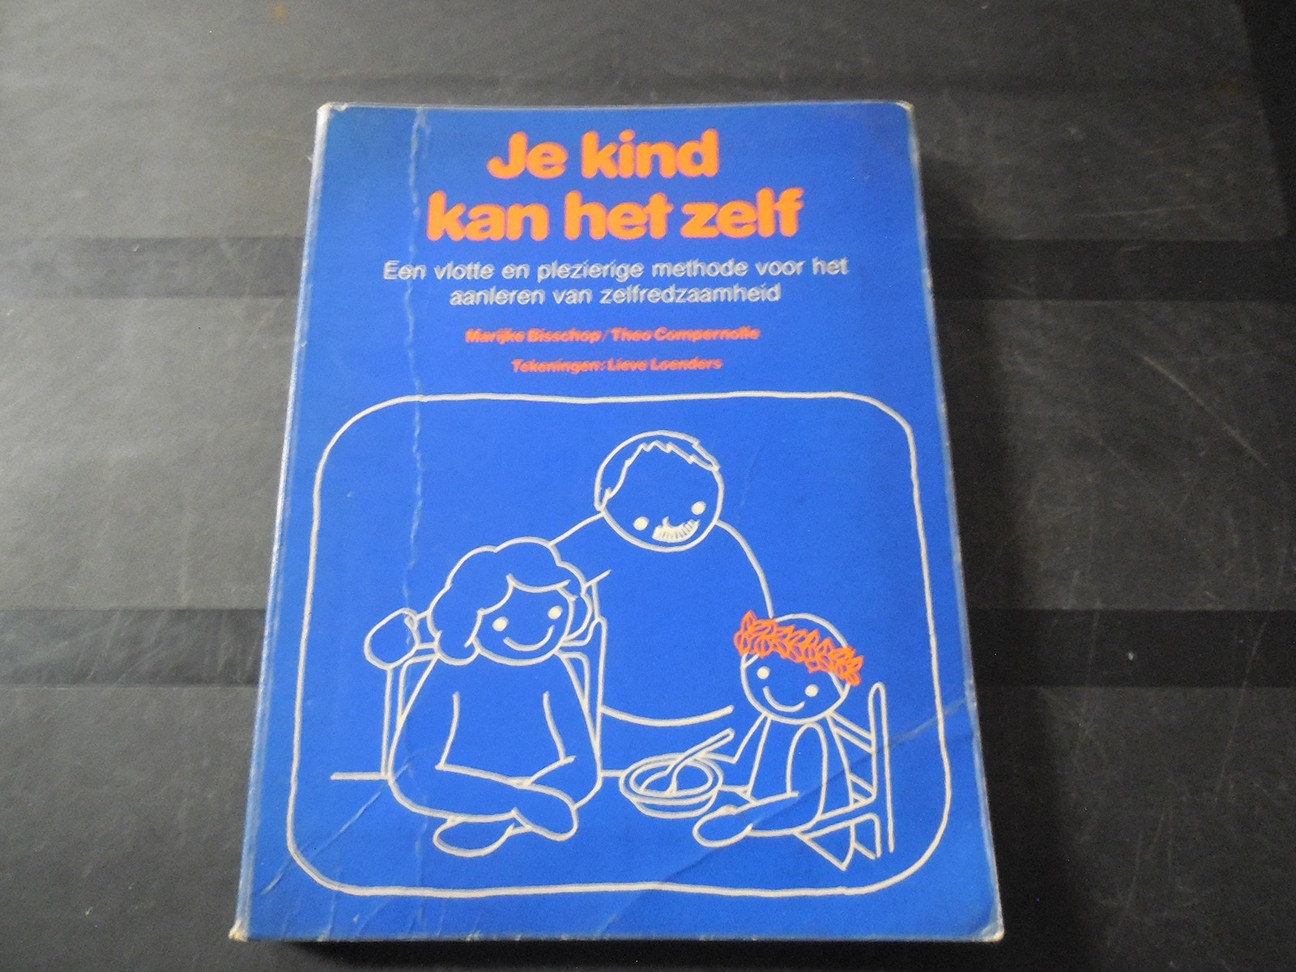 Je kind
kan het zelf
Een vlotte en plezierige methode voor het
aanleren van zelfredzaamheid
Marijke Bisschop/Theo Compernolle
Tekeningen: Lieve Leenders